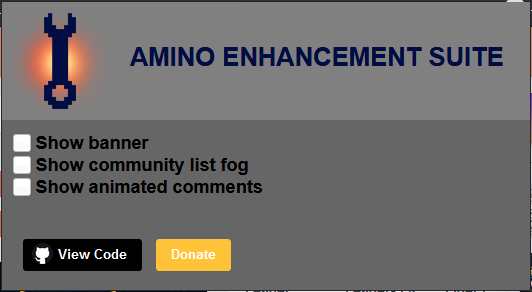 AMINO ENHANCEMENT SUITE
Show banner
Show community list fog
Show animated comments
View Code
Donate